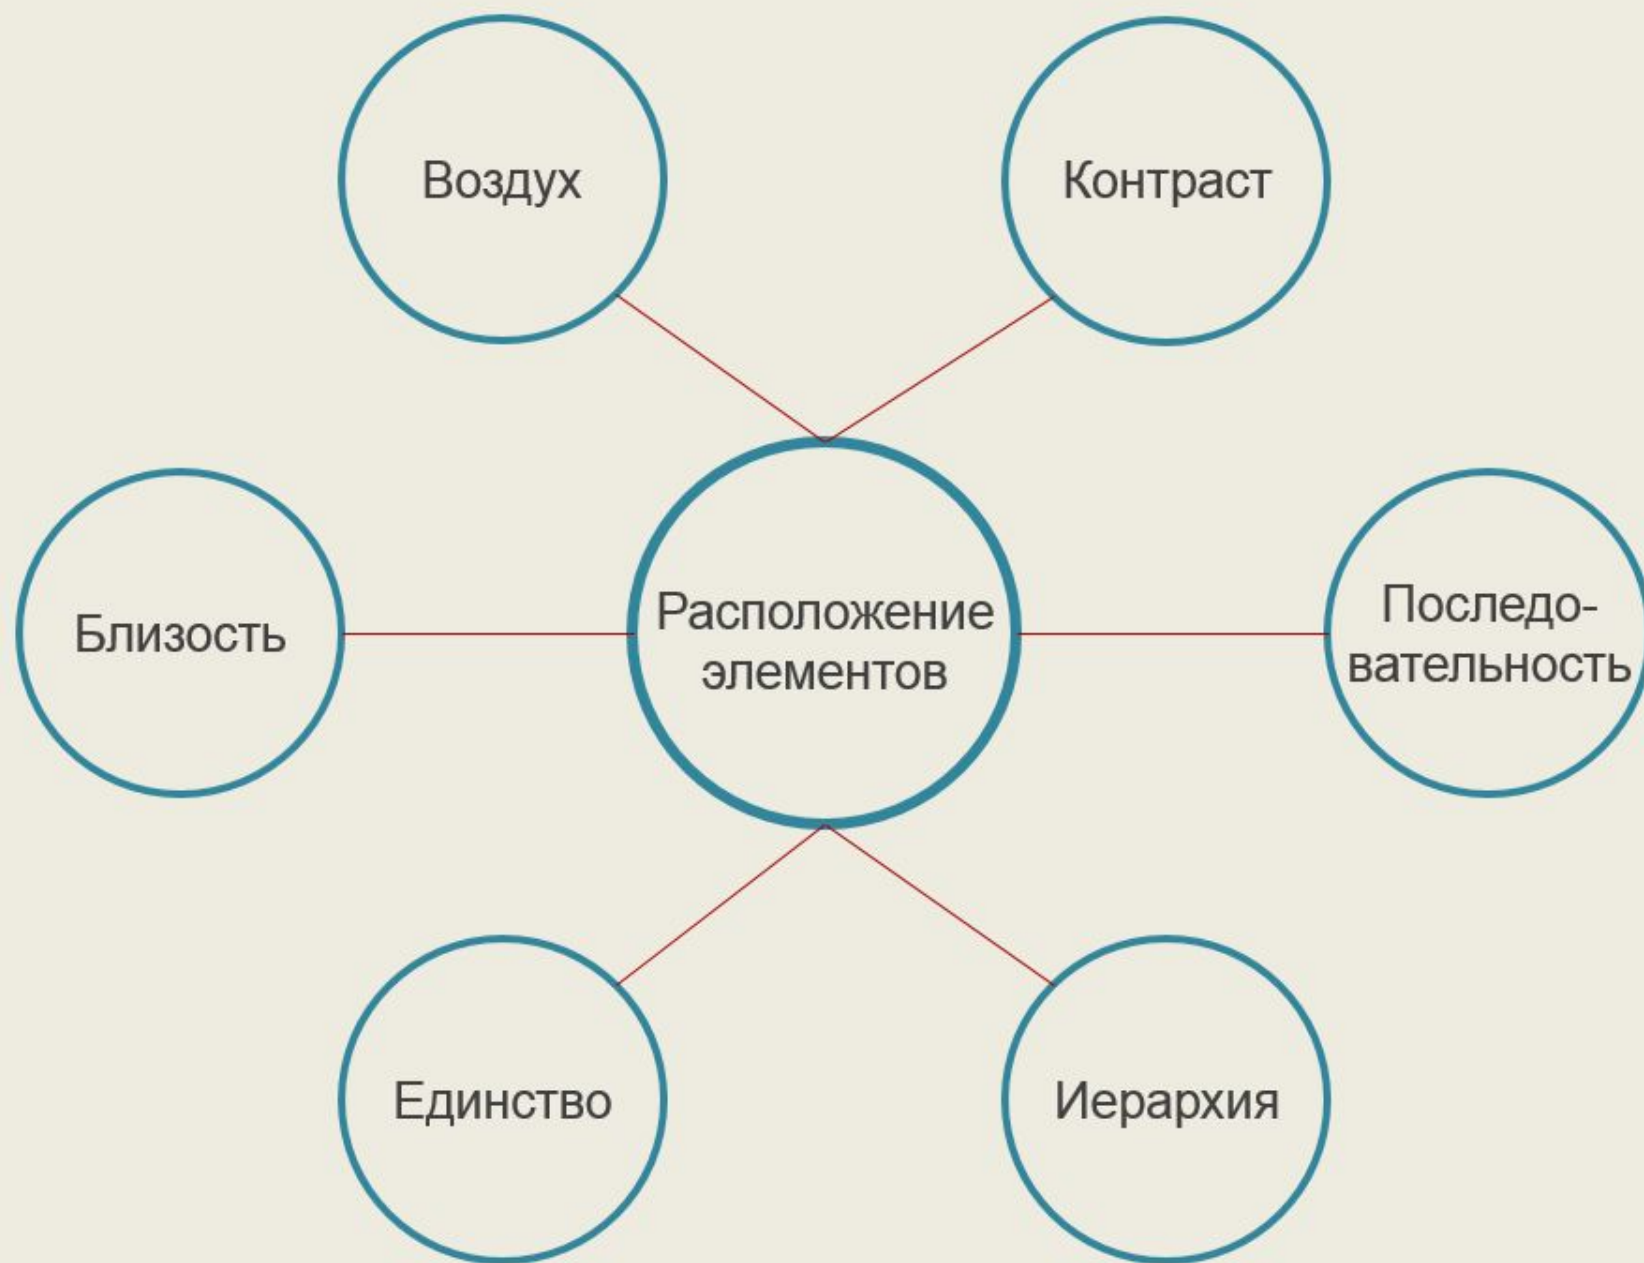 Воздух
Контраст
Близость
Расположение
элементов
Последо-
вательность
Единство
Иерархия